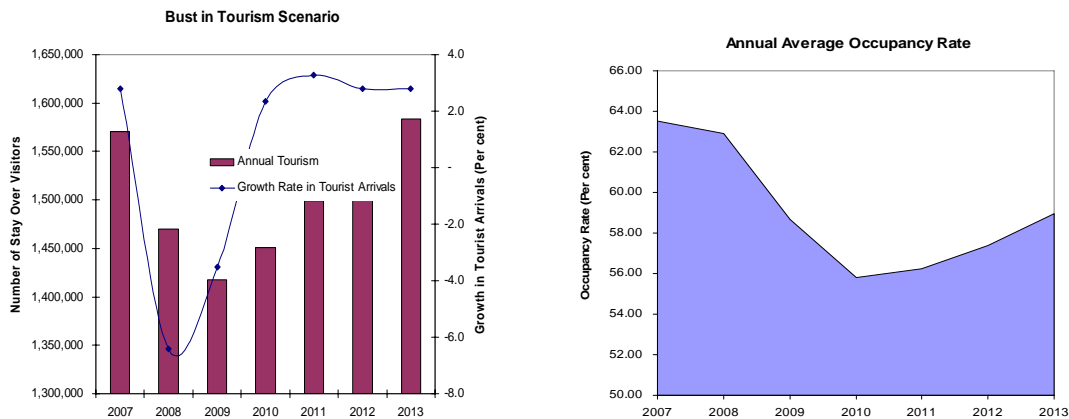 Bust in Tourism Scenario
1,650,000
1,600,000
1,550,000
1,500,000
1,450,000
1,400,000
1,350,000
1,300,000
Number of Stay Over Visitors
4.0
2.0
-
-2.0
-4.0
-6.0
-8.0
Growth in Tourist Arrivals (Per cent)
Annual Tourism
Growth Rate in Tourist Arrivals
2007 2008 2009 2010 2011 2012 2013
Annual Average Occupancy Rate
66.00
64.00
62.00
60.00
58.00
56.00
54.00
52.00
50.00
Occupancy Rate (Per cent)
2007 2008 2009 2010 2011 2012 2013